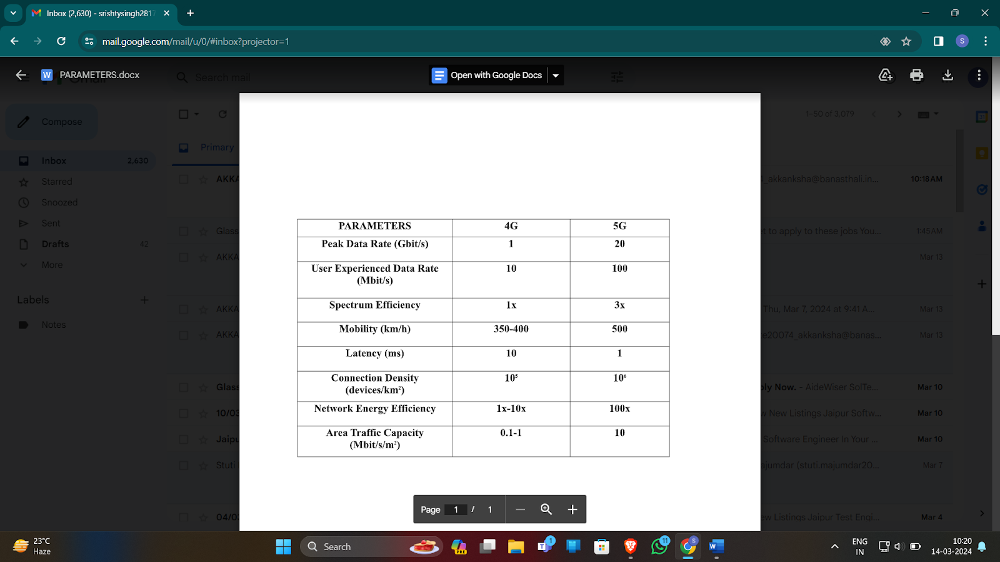 Inbox (2,630) - srishtysingh2817
mail.google.com/mail/u/0/#inbox?projector=1
S
W PARAMETERS.docx
Search mail
Open with Google Docs
Compose
1-50 of 3,079
Primary
Inbox 2,630
AKKA
_akkanksha@banasthali.in... 10:18 AM
Starred
Snoozed
Sent
Glass
t to apply to these jobs You... 1:45 AM
Drafts 42
AKKA
Mar 13
More
Labels
AKKA
Thu, Mar 7, 2024 at 9:41 A... Mar 13
Notes
AKKA
e20074_akkanksha@banas... Mar 13
Glass
ply Now. - AideWiser SolTe... Mar 10
10/03
w New Listings Jaipur Softw... Mar 10
Jaipu
Software Engineer In Your ... Mar 10
Stuti
ajumdar (stuti.majumdar20... Mar 7
04/0
ew Listings Jaipur Test Engi... Mar 4
PARAMETERS 4G 5G
Peak Data Rate (Gbit/s) 1 20
User Experienced Data Rate 10 100
(Mbit/s)
Spectrum Efficiency 1x 3x
Mobility (km/h) 350-400 500
Latency (ms) 10 1
Connection Density 10⁵ 10⁶
(devices/km²)
Network Energy Efficiency 1x-10x 100x
Area Traffic Capacity 0.1-1 10
(Mbit/s/m²)
Page 1 / 1
23°C
Haze
Search
PRE
1
11
S
W
ENG
IN
10:20
14-03-2024